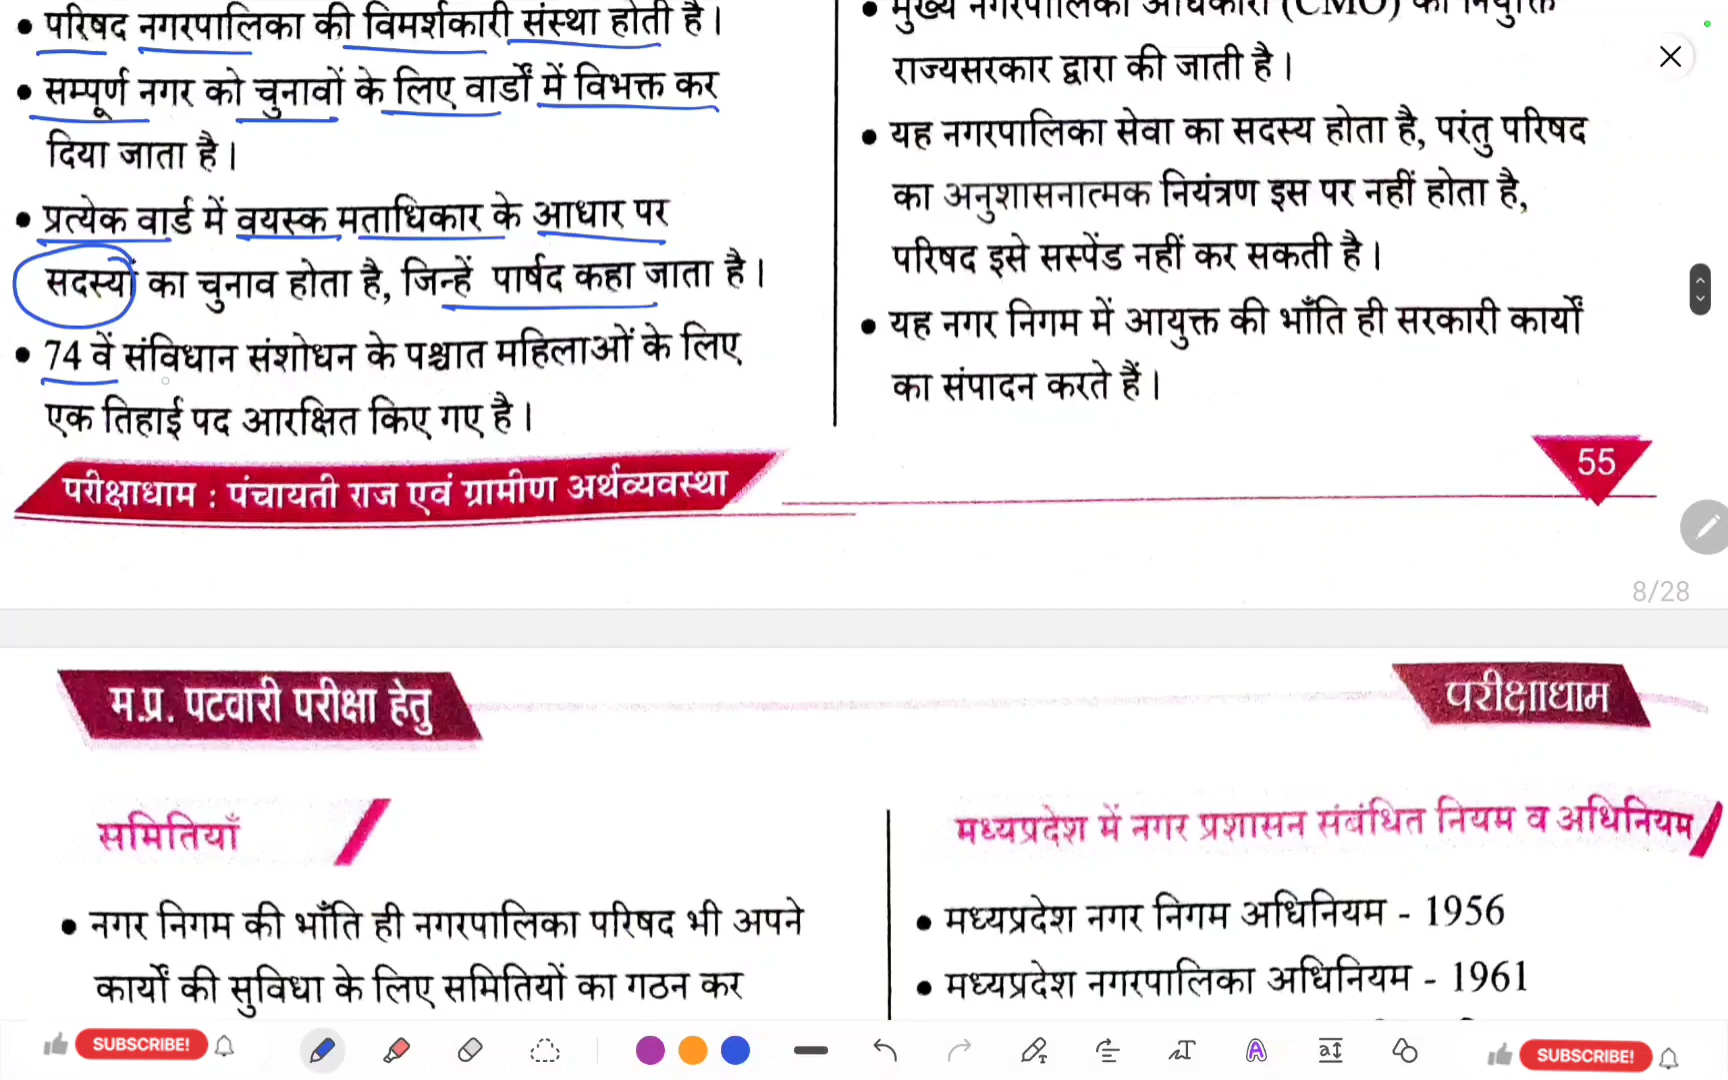 • परिषद नगरपालिका की विमर्शकारी संस्था होती है।
• सम्पूर्ण नगर को चुनावों के लिए वार्डों में विभक्त कर
दिया जाता है।
• प्रत्येक वार्ड में वयस्क मताधिकार के आधार पर
सदस्यों का चुनाव होता है, जिन्हें पार्षद कहा जाता है।
• 74 वें संविधान संशोधन के पश्चात महिलाओं के लिए
एक तिहाई पद आरक्षित किए गए है।
• मुख्य नगरपालिका अधिकारी (CMO) की नियुक्ति
राज्यसरकार द्वारा की जाती है।
• यह नगरपालिका सेवा का सदस्य होता है, परंतु परिषद
का अनुशासनात्मक नियंत्रण इस पर नहीं होता है,
परिषद इसे सस्पेंड नहीं कर सकती है।
• यह नगर निगम में आयुक्त की भाँति ही सरकारी कार्यों
का संपादन करते हैं।
परीक्षाधाम : पंचायती राज एवं ग्रामीण अर्थव्यवस्था
55
8/28
म.प्र. पटवारी परीक्षा हेतु
परीक्षाधाम
समितियाँ
• नगर निगम की भाँति ही नगरपालिका परिषद भी अपने
कार्यों की सुविधा के लिए समितियों का गठन कर
मध्यप्रदेश में नगर प्रशासन संबंधित नियम व अधिनियम
• मध्यप्रदेश नगर निगम अधिनियम - 1956
• मध्यप्रदेश नगरपालिका अधिनियम - 1961
SUBSCRIBE!
SUBSCRIBE!